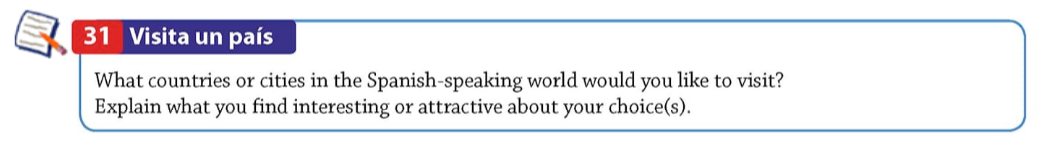 31 Visita un país
What countries or cities in the Spanish-speaking world would you like to visit?
Explain what you find interesting or attractive about your choice(s).